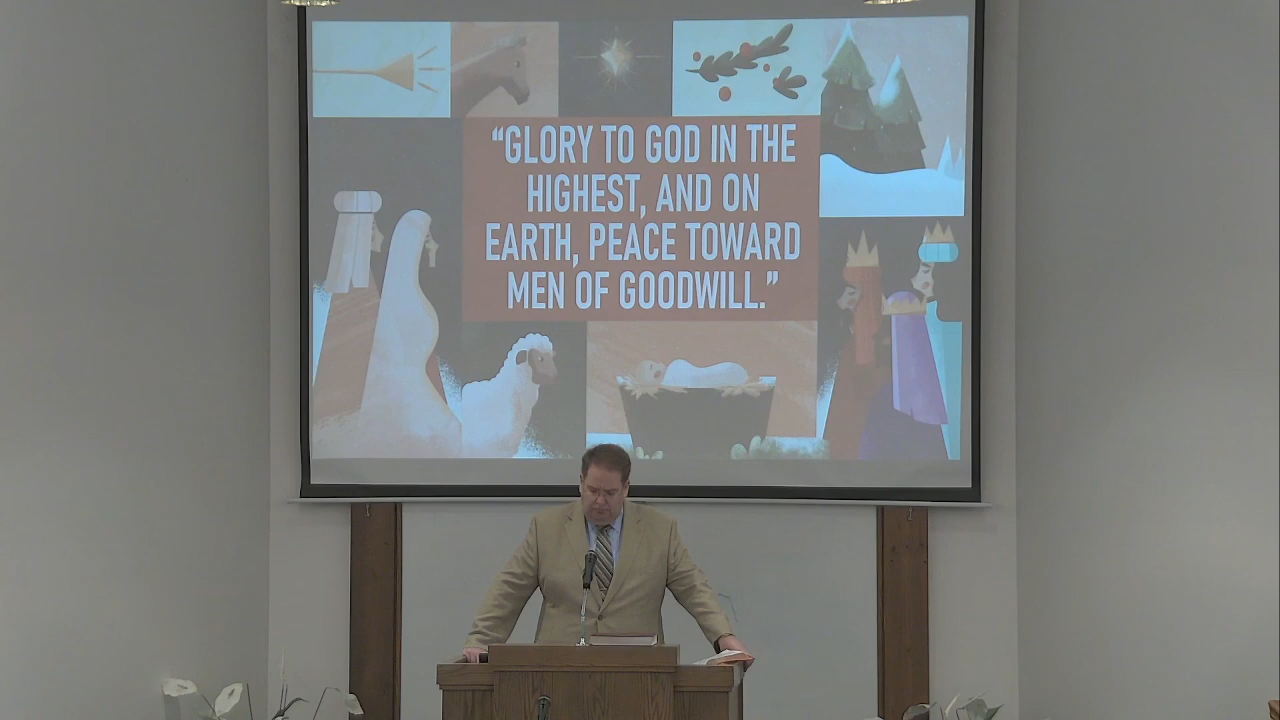 “GLORY TO GOD IN THE
HIGHEST, AND ON
EARTH, PEACE TOWARD
MEN OF GOODWILL.”